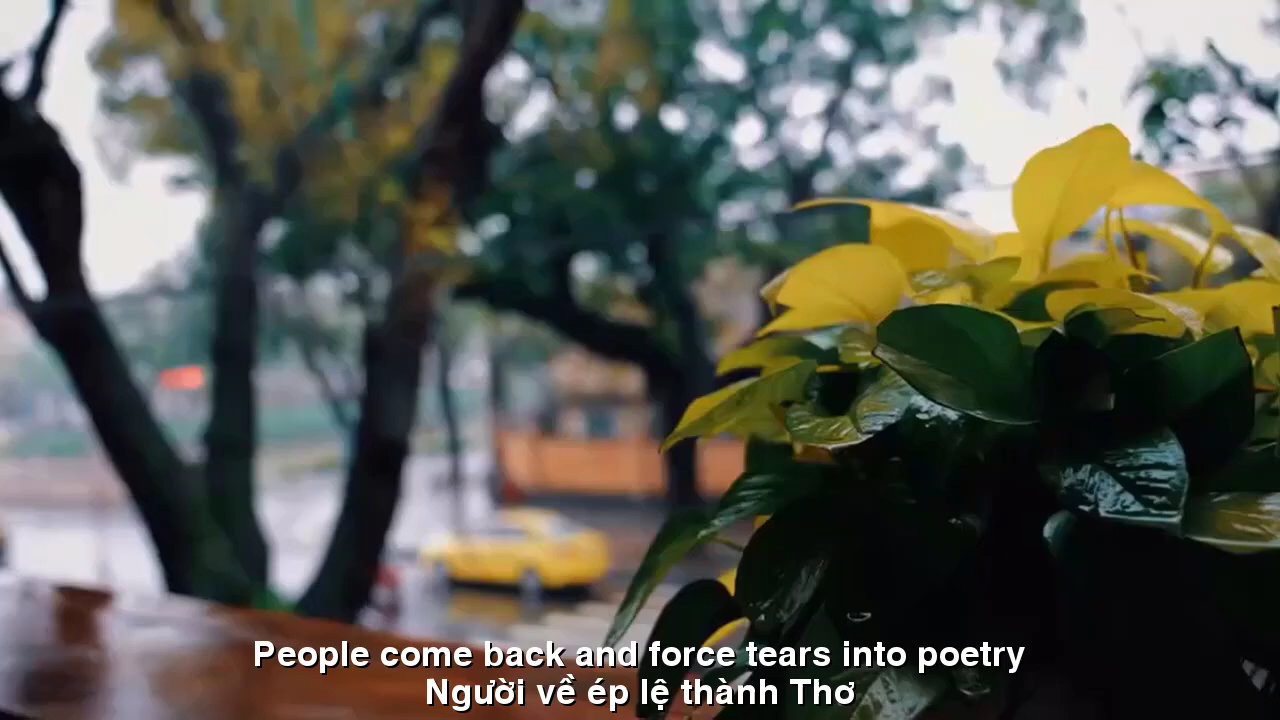 People come back and force tears into poetry
Người về ép lệ thành Thơ